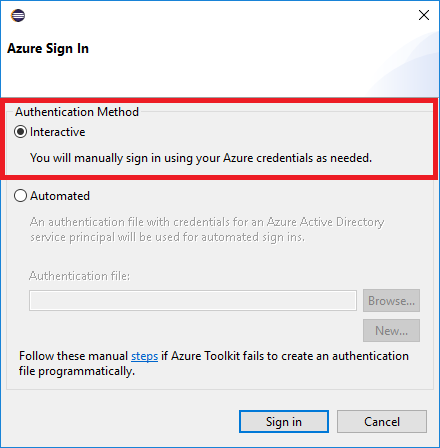 Azure Sign In
Authentication Method
Interactive
You will manually sign in using your Azure credentials as needed.
Automated
An authentication file with credentials for an Azure Active Directory
service principal will be used for automated sign ins.
Authentication file:
Browse...
New...
Follow these manual steps if Azure Toolkit fails to create an authentication
file programmatically.
Sign in
Cancel